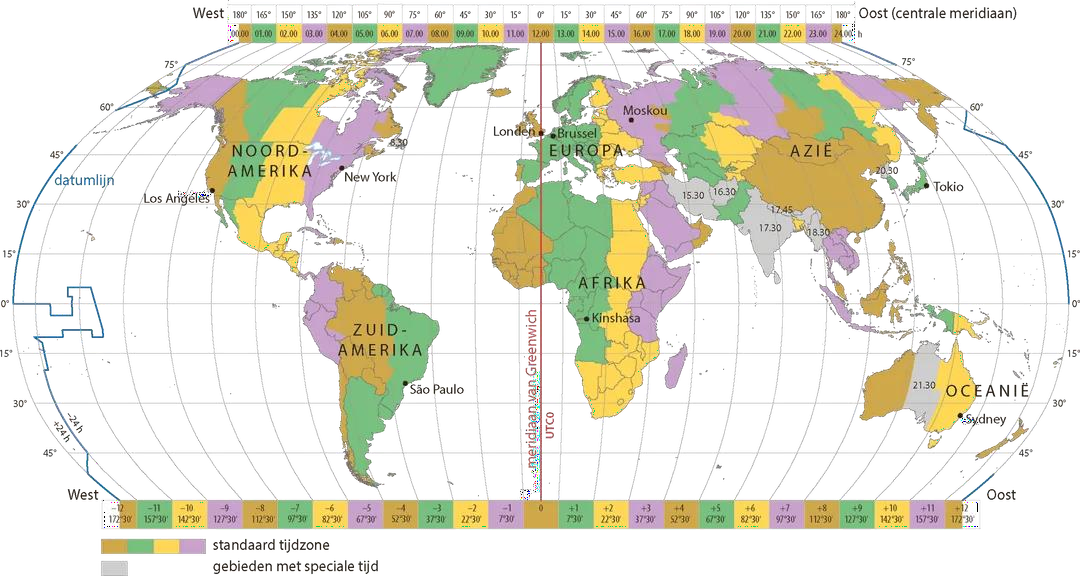 West 180° 165° 150° 135° 120° 105° 90° 75° 60° 45° 30° 15° 0° 15° 30° 45° 60° 75° 90° 105° 120° 135° 150° 165° 180° Oost (centrale meridiaan)
00.00 01.00 02.00 03.00 04.00 05.00 06.00 07.00 08.00 09.00 10.00 11.00 12.00 13.00 14.00 15.00 16.00 17.00 18.00 19.00 20.00 21.00 22.00 23.00 24.00 h
75° 75°
60° 60°
Moskou
Londen Brussel
8.30
NOORD-
AMERIKA
EUROPA
AZIË
45° 45°
datumlijn
New York
20.30
Tokio
Los Angeles
15.30 16.30
30° 30°
17.45
17.30 18.30
15° 15°
AFRIKA
0° 0°
Kinshasa
ZUID-
AMERIKA
15° 15°
São Paulo
21.30
OCEANIË
30° 30°
Sydney
meridiaan van Greenwich
UTC0
−24 h
+24 h
45° 45°
West Oost
−12 −11 −10 −9 −8 −7 −6 −5 −4 −3 −2 −1 0 +1 +2 +3 +4 +5 +6 +7 +8 +9 +10 +11 +12
172°30' 157°30' 142°30' 127°30' 112°30' 97°30' 82°30' 67°30' 52°30' 37°30' 22°30' 7°30' 7°30' 22°30' 37°30' 52°30' 67°30' 82°30' 97°30' 112°30' 127°30' 142°30' 157°30' 172°30'
standaard tijdzone
gebieden met speciale tijd